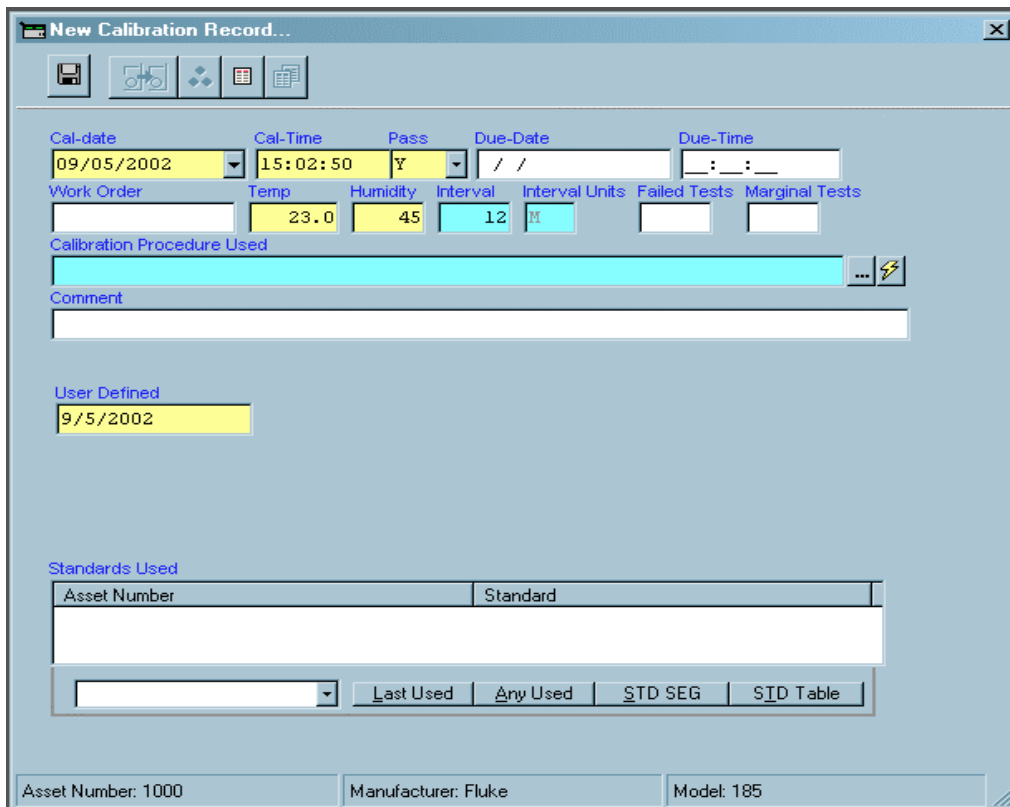 New Calibration Record...
Cal-date Cal-Time Pass Due-Date Due-Time
09/05/2002 15:02:50 Y / / __:__:__
Work Order Temp Humidity Interval Interval Units Failed Tests Marginal Tests
23.0 45 12 M
Calibration Procedure Used
...
Comment
User Defined
9/5/2002
Standards Used
Asset Number Standard
Last Used Any Used STD SEG STD Table
Asset Number: 1000 Manufacturer: Fluke Model: 185